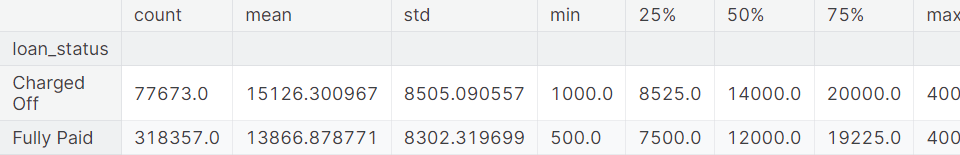 count mean std min 25% 50% 75% max
loan_status
Charged
Off 77673.0 15126.300967 8505.090557 1000.0 8525.0 14000.0 20000.0 400
Fully Paid 318357.0 13866.878771 8302.319699 500.0 7500.0 12000.0 19225.0 400